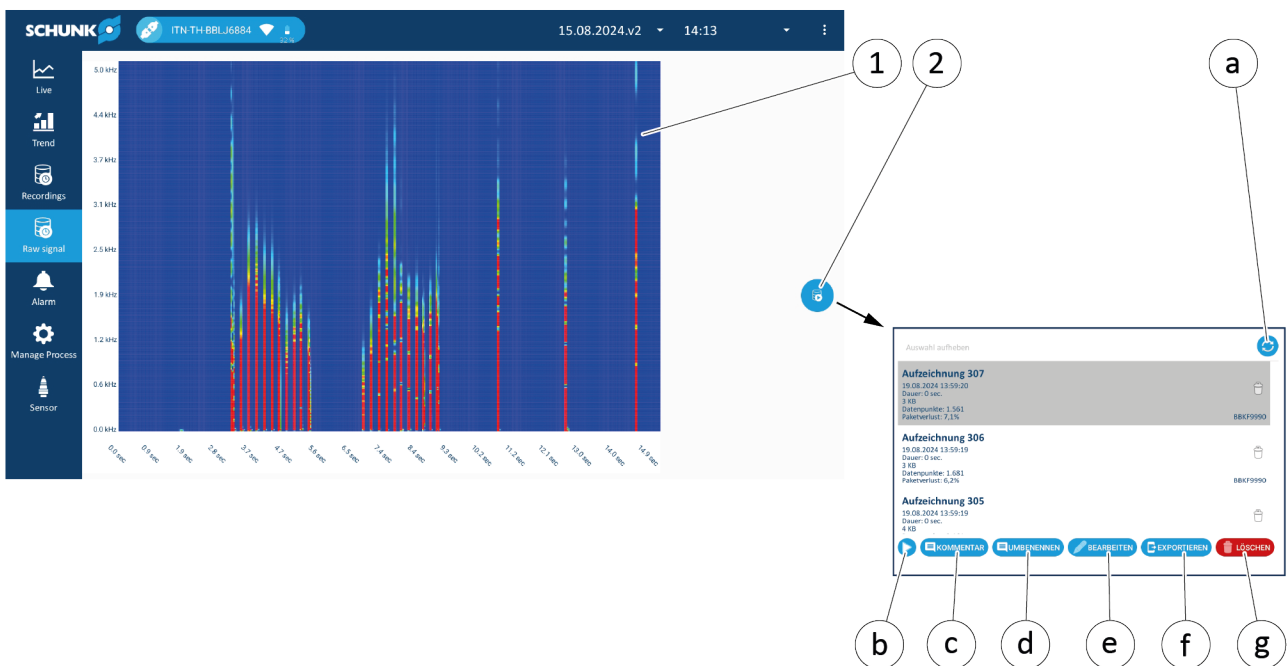 SCHUNK
ITN-TH-BBLJ6884
22%
15.08.2024.v2
14:13
1
2
a
Live
Trend
Recordings
Raw signal
Alarm
Manage Process
Sensor
5.0 kHz
4.4 kHz
3.7 kHz
3.1 kHz
2.5 kHz
1.9 kHz
1.2 kHz
0.6 kHz
0.0 kHz
0.0 sec
0.9 sec
1.9 sec
2.8 sec
3.7 sec
4.7 sec
5.6 sec
6.5 sec
7.4 sec
8.4 sec
9.3 sec
10.2 sec
11.2 sec
12.1 sec
13.0 sec
14.0 sec
14.9 sec
Auswahl aufheben
Aufzeichnung 307
19.08.2024 13:59:20
Dauer: 0 sec.
3 KB
Datenpunkte: 1.561
Paketverlust: 7,1%
BBKF9990
Aufzeichnung 306
19.08.2024 13:59:19
Dauer: 0 sec.
3 KB
Datenpunkte: 1.681
Paketverlust: 6,2%
BBKF9990
Aufzeichnung 305
19.08.2024 13:59:19
Dauer: 0 sec.
4 KB
KOMMENTAR
UMBENENNEN
BEARBEITEN
EXPORTIEREN
LÖSCHEN
b
c
d
e
f
g